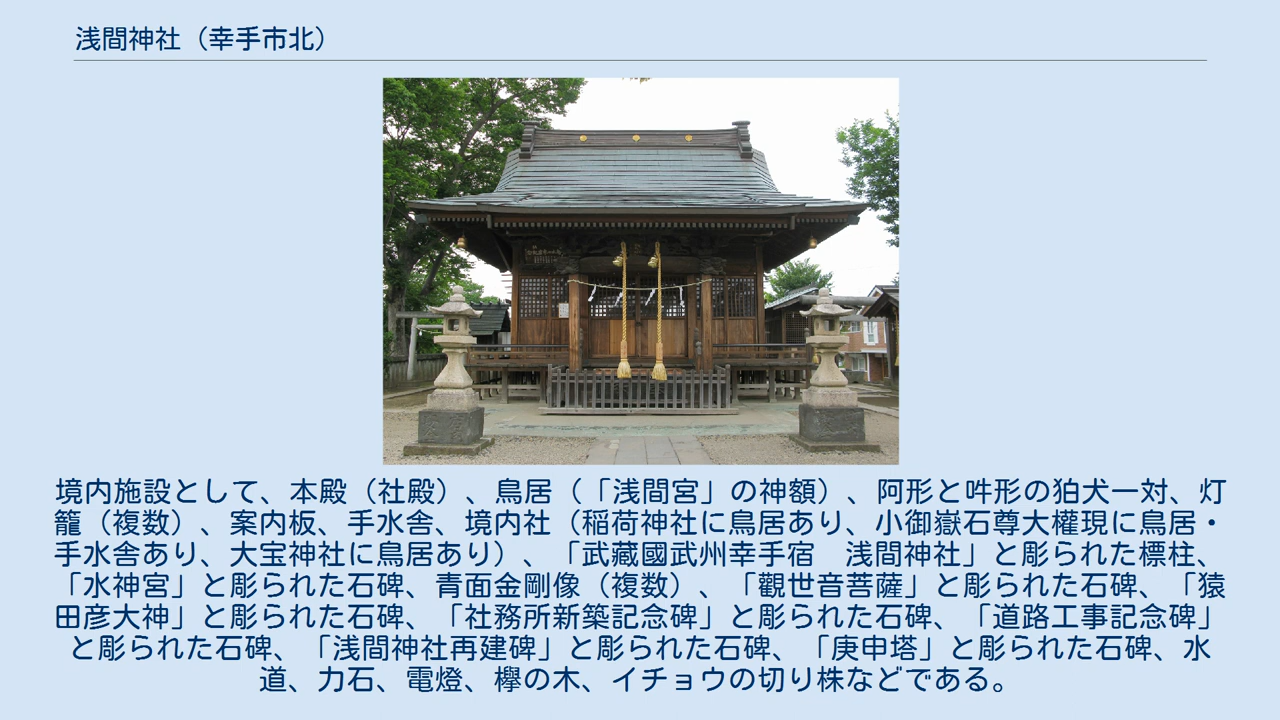 浅間神社（幸手市北）
境内施設として、本殿（社殿）、鳥居（「浅間宮」の神額）、阿形と吽形の狛犬一対、灯
籠（複数）、案内板、手水舎、境内社（稲荷神社に鳥居あり、小御嶽石尊大權現に鳥居・
手水舎あり、大宝神社に鳥居あり）、「武藏國武州幸手宿　浅間神社」と彫られた標柱、
「水神宮」と彫られた石碑、青面金剛像（複数）、「觀世音菩薩」と彫られた石碑、「猿
田彦大神」と彫られた石碑、「社務所新築記念碑」と彫られた石碑、「道路工事記念碑」
と彫られた石碑、「浅間神社再建碑」と彫られた石碑、「庚申塔」と彫られた石碑、水
道、力石、電燈、欅の木、イチョウの切り株などである。